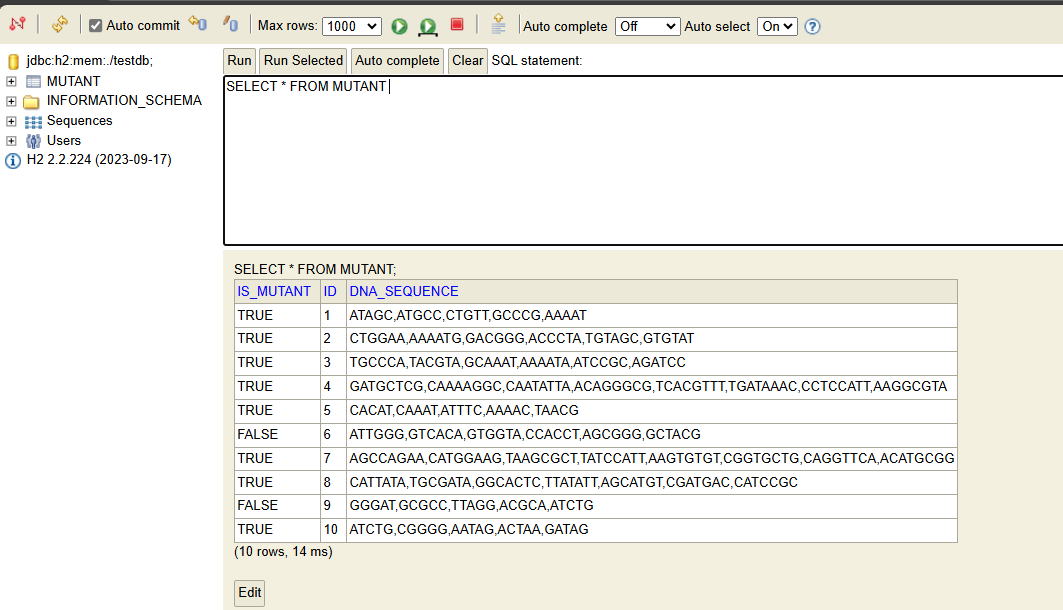 Auto commit Max rows: 1000 Auto complete Off Auto select On ?
jdbc:h2:mem:./testdb;
MUTANT
INFORMATION_SCHEMA
Sequences
Users
H2 2.2.224 (2023-09-17)
Run Run Selected Auto complete Clear SQL statement:
SELECT * FROM MUTANT
SELECT * FROM MUTANT;
IS_MUTANT ID DNA_SEQUENCE
TRUE 1 ATAGC,ATGCC,CTGTT,GCCCG,AAAAT
TRUE 2 CTGGAA,AAAATG,GACGGG,ACCCTA,TGTAGC,GTGTAT
TRUE 3 TGCCCA,TACGTA,GCAAAT,AAAATA,ATCCGC,AGATCC
TRUE 4 GATGCTCG,CAAAAGGC,CAATATTA,ACAGGGCG,TCACGTTT,TGATAAAC,CCTCCATT,AAGGCGTA
TRUE 5 CACAT,CAAAT,ATTTC,AAAAC,TAACG
FALSE 6 ATTGGG,GTCACA,GTGGTA,CCACCT,AGCGGG,GCTACG
TRUE 7 AGCCAGAA,CATGGAAG,TAAGCGCT,TATCCATT,AAGTGTGT,CGGTGCTG,CAGGTTCA,ACATGCGG
TRUE 8 CATTATA,TGCGATA,GGCACTC,TTATATT,AGCATGT,CGATGAC,CATCCGC
FALSE 9 GGGAT,GCGCC,TTAGG,ACGCA,ATCTG
TRUE 10 ATCTG,CGGGG,AATAG,ACTAA,GATAG
(10 rows, 14 ms)
Edit